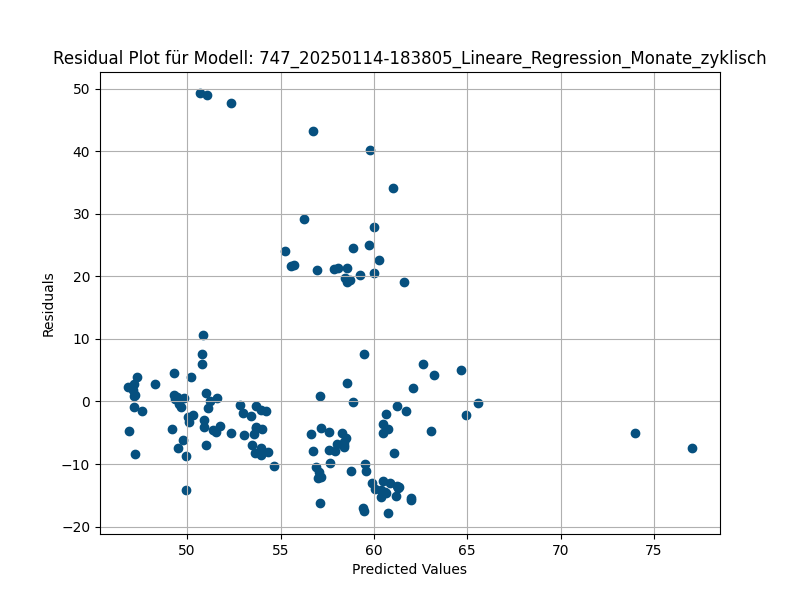 Residual Plot für Modell: 747_20250114-183805_Lineare_Regression_Monate_zyklisch
50
40
30
20
10
0
−10
−20
Residuals
50 55 60 65 70 75
Predicted Values